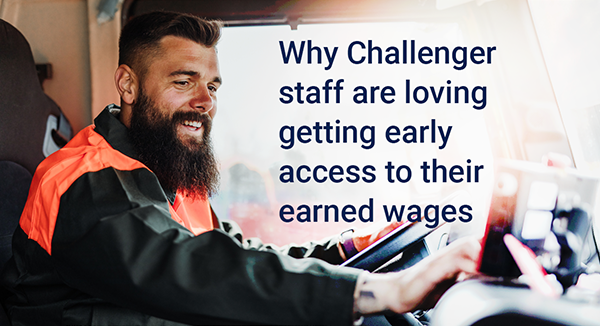 Why Challenger
staff are loving
getting early
access to their
earned wages